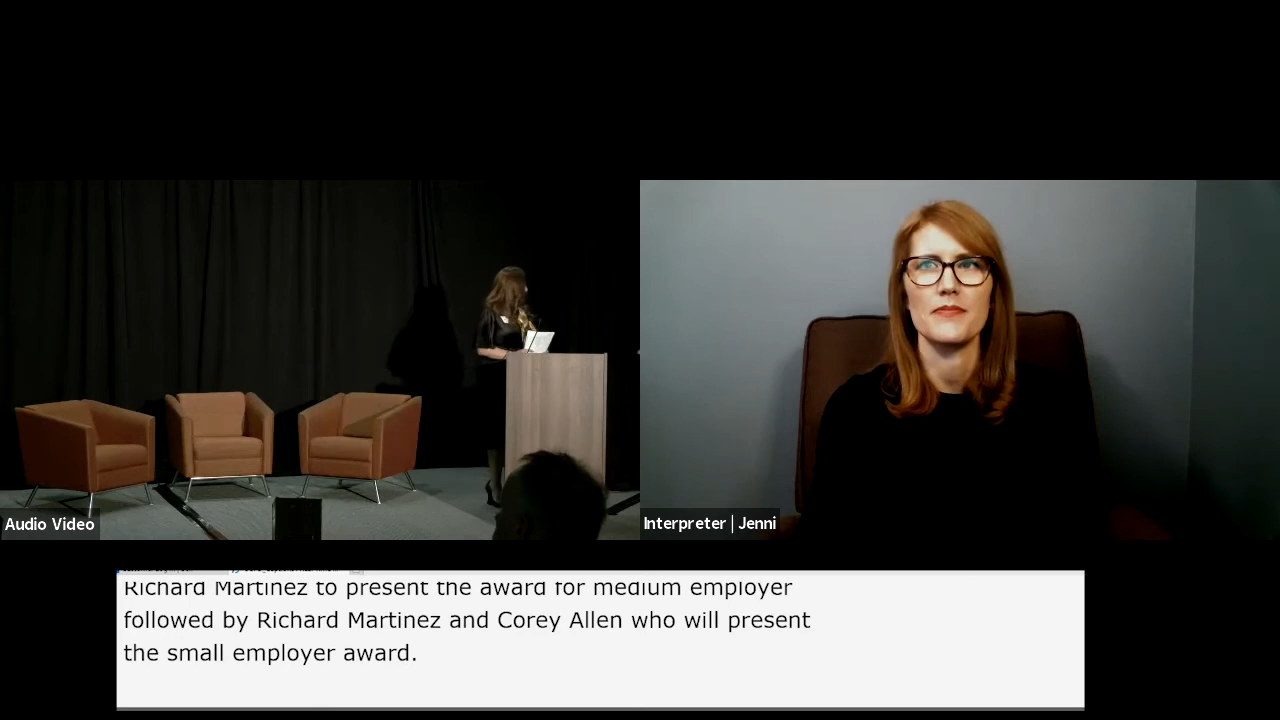 Audio Video
Interpreter | Jenni
Richard Martinez to present the award for medium employer
followed by Richard Martinez and Corey Allen who will present
the small employer award.